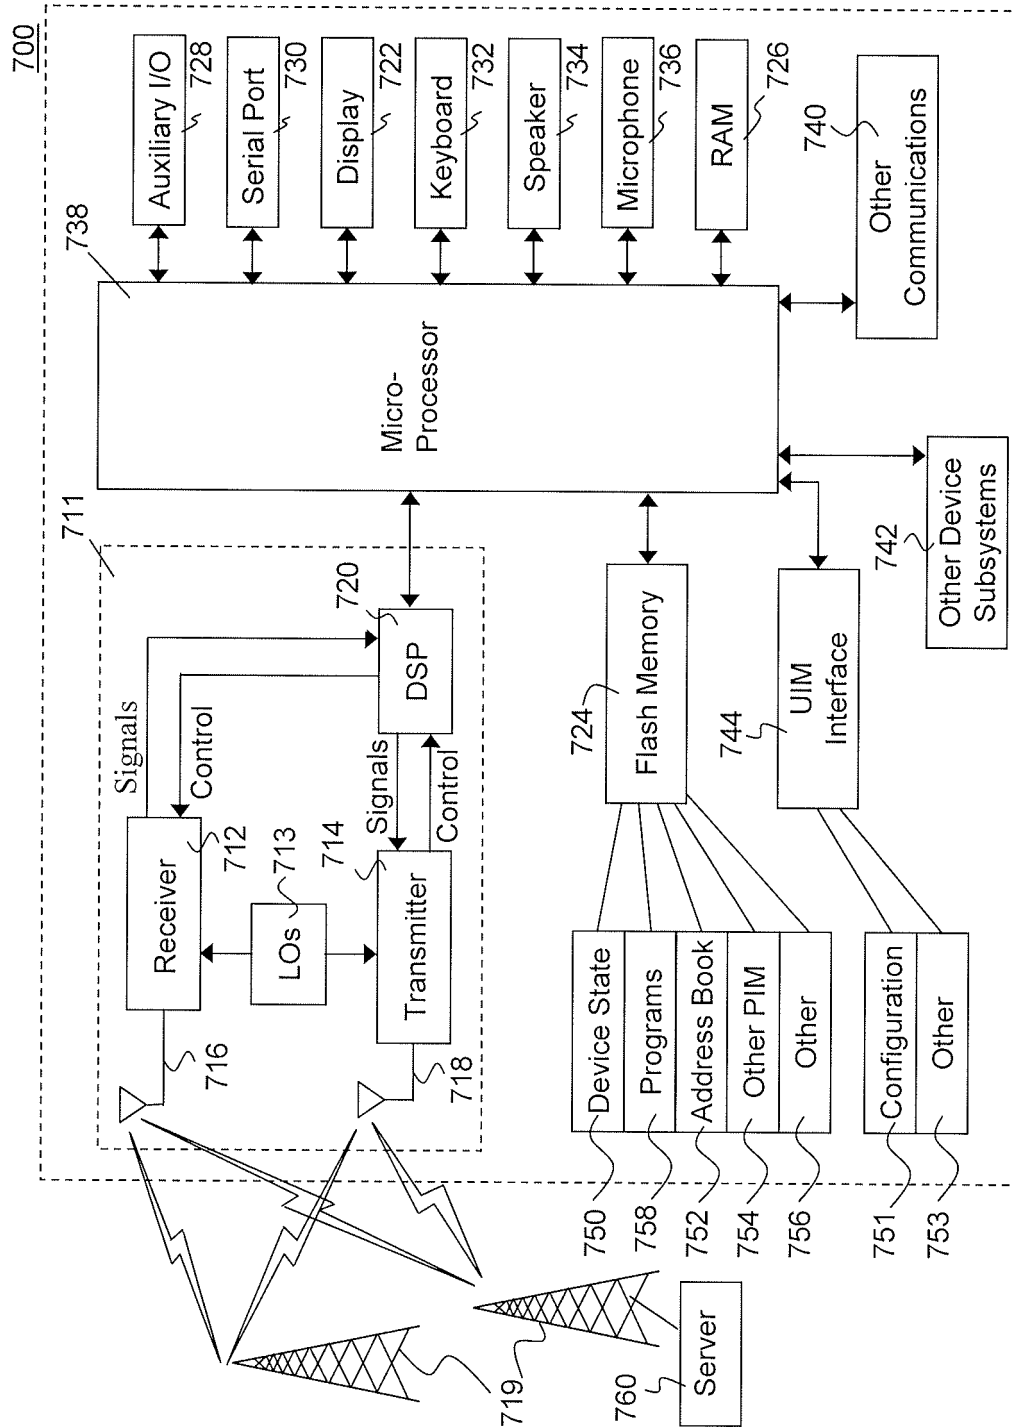 700
Auxiliary I/O
728
Serial Port
730
Display
722
Keyboard
732
Speaker
734
Microphone
736
RAM
726
Other
Communications
740
738
Micro-
Processor
Other Device
Subsystems
742
711
720
DSP
Signals
Control
Signals
Control
Receiver
712
LOs
713
Transmitter
714
716
718
Flash Memory
724
UIM
Interface
744
Device State
Programs
Address Book
Other PIM
Other
Configuration
Other
750
758
752
754
756
751
753
719
Server
760